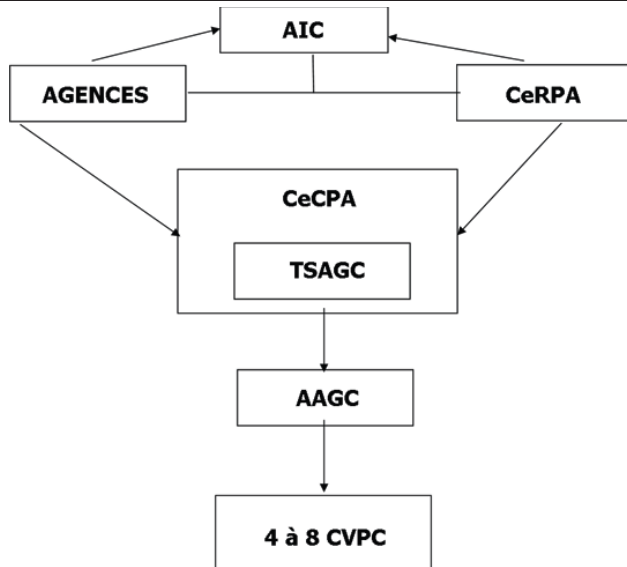 AIC
AGENCES
CeRPA
CeCPA
TSAGC
AAGC
4 à 8 CVPC